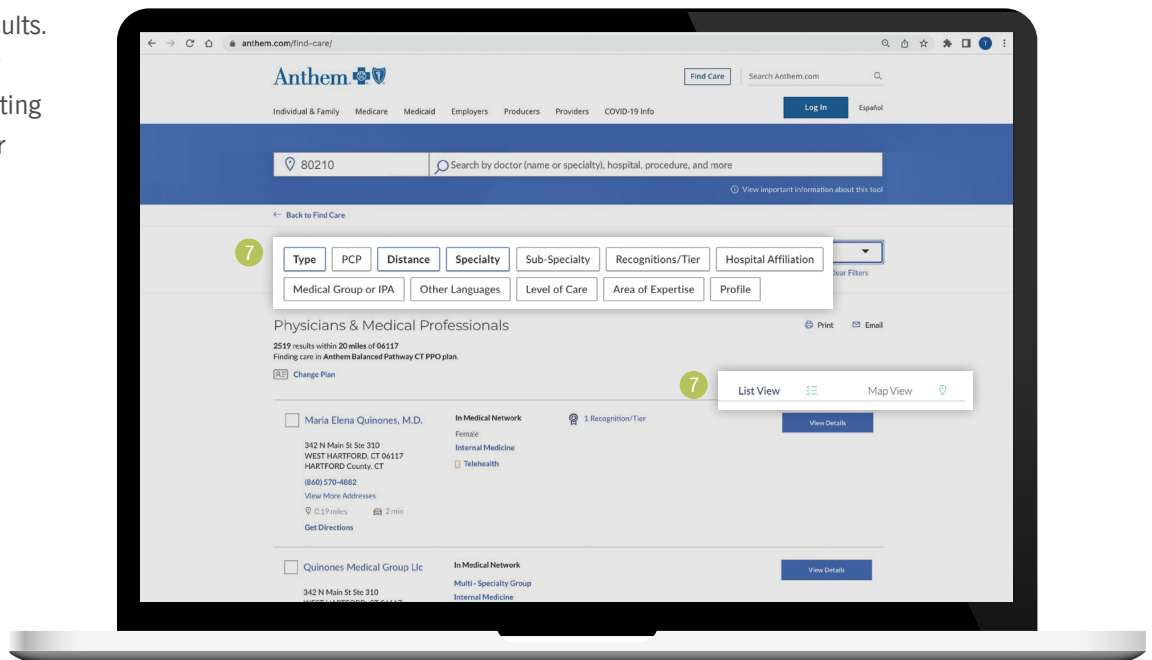 sults.
ting
r
anthem.com/find-care/
T
Anthem
Find Care
Search Anthem.com
Individual & Family Medicare Medicaid Employers Producers Providers COVID-19 Info
Log In
Español
80210
Search by doctor (name or specialty), hospital, procedure, and more
View important information about this tool
← Back to Find Care
7
Type PCP Distance Specialty Sub-Specialty Recognitions/Tier Hospital Affiliation
Medical Group or IPA Other Languages Level of Care Area of Expertise Profile
lear Filters
Physicians & Medical Professionals
Print Email
2519 results within 20 miles of 06117
Finding care in Anthem Balanced Pathway CT PPO plan.
Change Plan
7
List View Map View
Maria Elena Quinones, M.D.
342 N Main St Ste 310
WEST HARTFORD, CT 06117
HARTFORD County, CT
(860) 570-4882
View More Addresses
0.19 miles 2 min
Get Directions
In Medical Network
Female
Internal Medicine
Telehealth
1 Recognition/Tier
View Details
Quinones Medical Group Llc
342 N Main St Ste 310
WEST HARTFORD, CT 06117
In Medical Network
Multi - Specialty Group
Internal Medicine
View Details